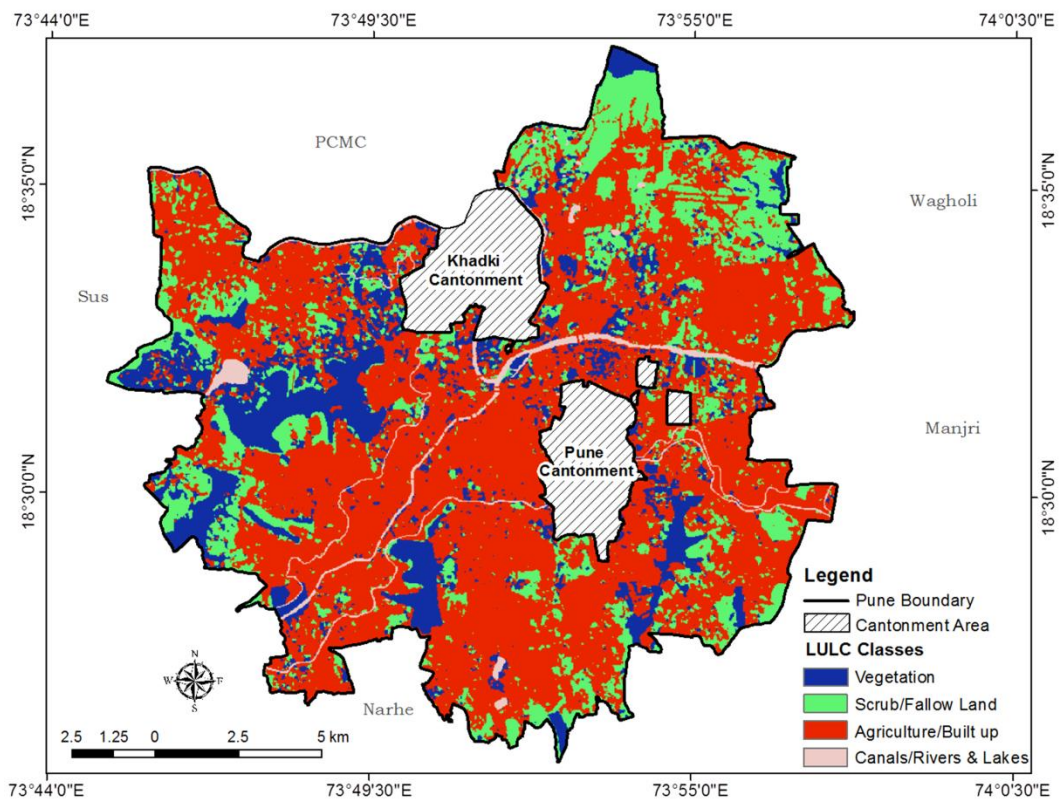 73°44'0"E 73°49'30"E 73°55'0"E 74°0'30"E
PCMC
18°35'0"N
18°35'0"N
Wagholi
Khadki
Cantonment
Sus
Manjri
Pune
Cantonment
18°30'0"N
18°30'0"N
Legend
Pune Boundary
Cantonment Area
LULC Classes
Vegetation
Scrub/Fallow Land
Agriculture/Built up
Canals/Rivers & Lakes
N
W E
S
Narhe
2.5 1.25 0 2.5 5 km
73°44'0"E 73°49'30"E 73°55'0"E 74°0'30"E